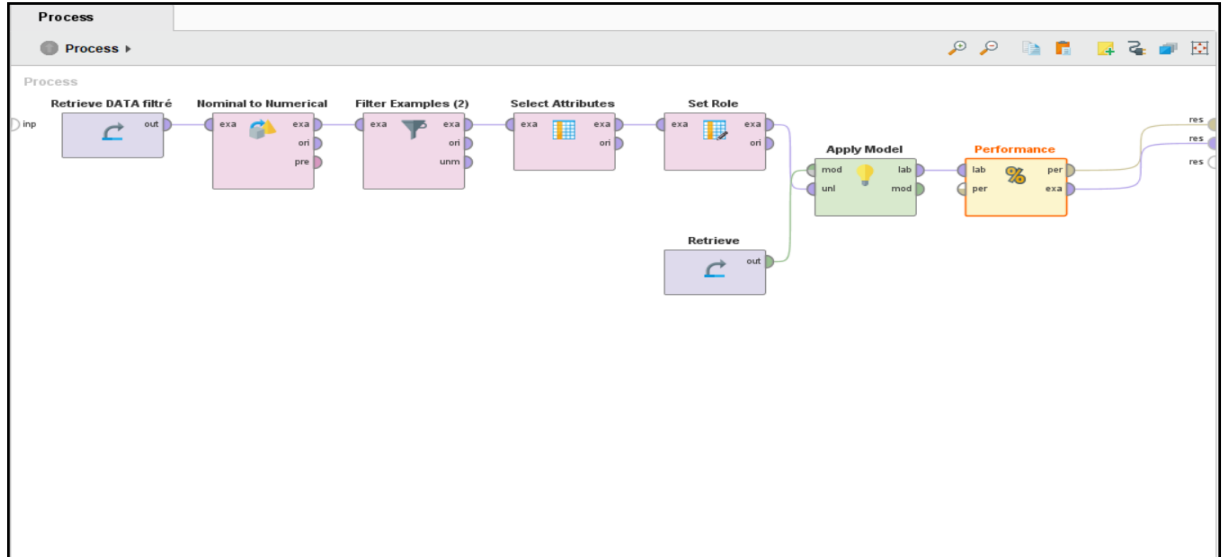 Process
Process
Process
Retrieve DATA filtré Nominal to Numerical Filter Examples (2) Select Attributes Set Role
inp out exa exa exa exa exa exa exa exa res
ori ori ori ori res
pre unm res
Apply Model Performance
mod lab lab per
unl mod per exa
Retrieve
out